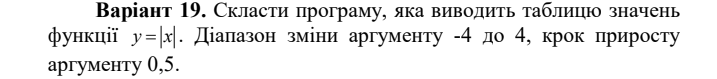 Варіант 19. Скласти програму, яка виводить таблицю значень
функції y=|x|. Діапазон зміни аргументу -4 до 4, крок приросту
аргументу 0,5.